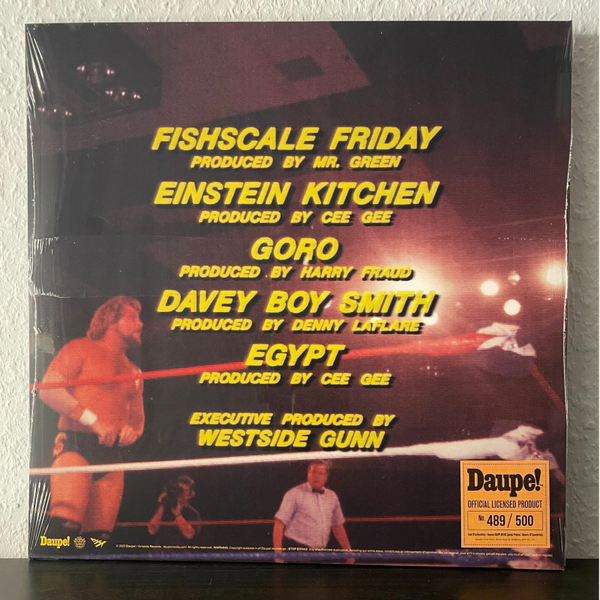 FISHSCALE FRIDAY
PRODUCED BY MR. GREEN
EINSTEIN KITCHEN
PRODUCED BY CEE GEE
GORO
PRODUCED BY HARRY FRAUD
DAVEY BOY SMITH
PRODUCED BY DENNY LAFLARE
EGYPT
PRODUCED BY CEE GEE
EXECUTIVE PRODUCED BY
WESTSIDE GUNN
Daupe!
OFFICIAL LICENSED PRODUCT
No. 489 / 500
Daupe!